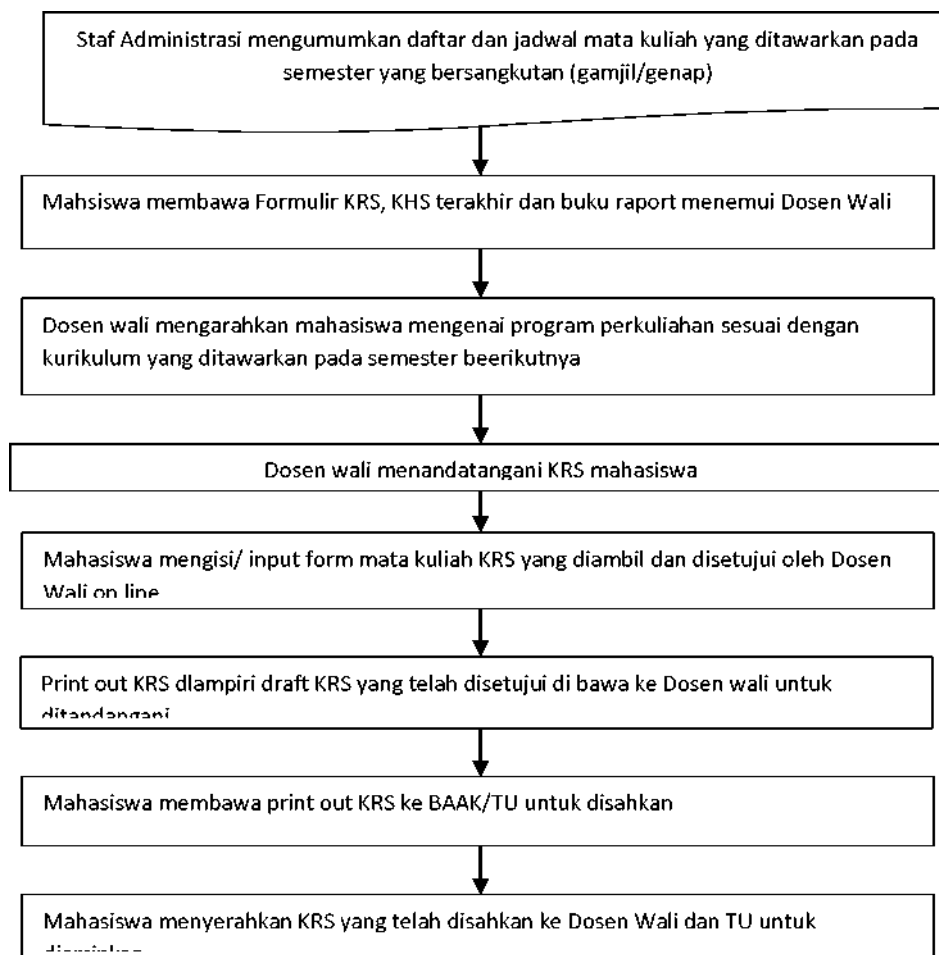 Staf Administrasi mengumumkan daftar dan jadwal mata kuliah yang ditawarkan pada
semester yang bersangkutan (gamjil/genap)
Mahsiswa membawa Formulir KRS, KHS terakhir dan buku raport menemui Dosen Wali
Dosen wali mengarahkan mahasiswa mengenai program perkuliahan sesuai dengan
kurikulum yang ditawarkan pada semester beerikutnya
Dosen wali menandatangani KRS mahasiswa
Mahasiswa mengisi/ input form mata kuliah KRS yang diambil dan disetujui oleh Dosen
Wali on line
Print out KRS dlampiri draft KRS yang telah disetujui di bawa ke Dosen wali untuk
ditandangani
Mahasiswa membawa print out KRS ke BAAK/TU untuk disahkan
Mahasiswa menyerahkan KRS yang telah disahkan ke Dosen Wali dan TU untuk